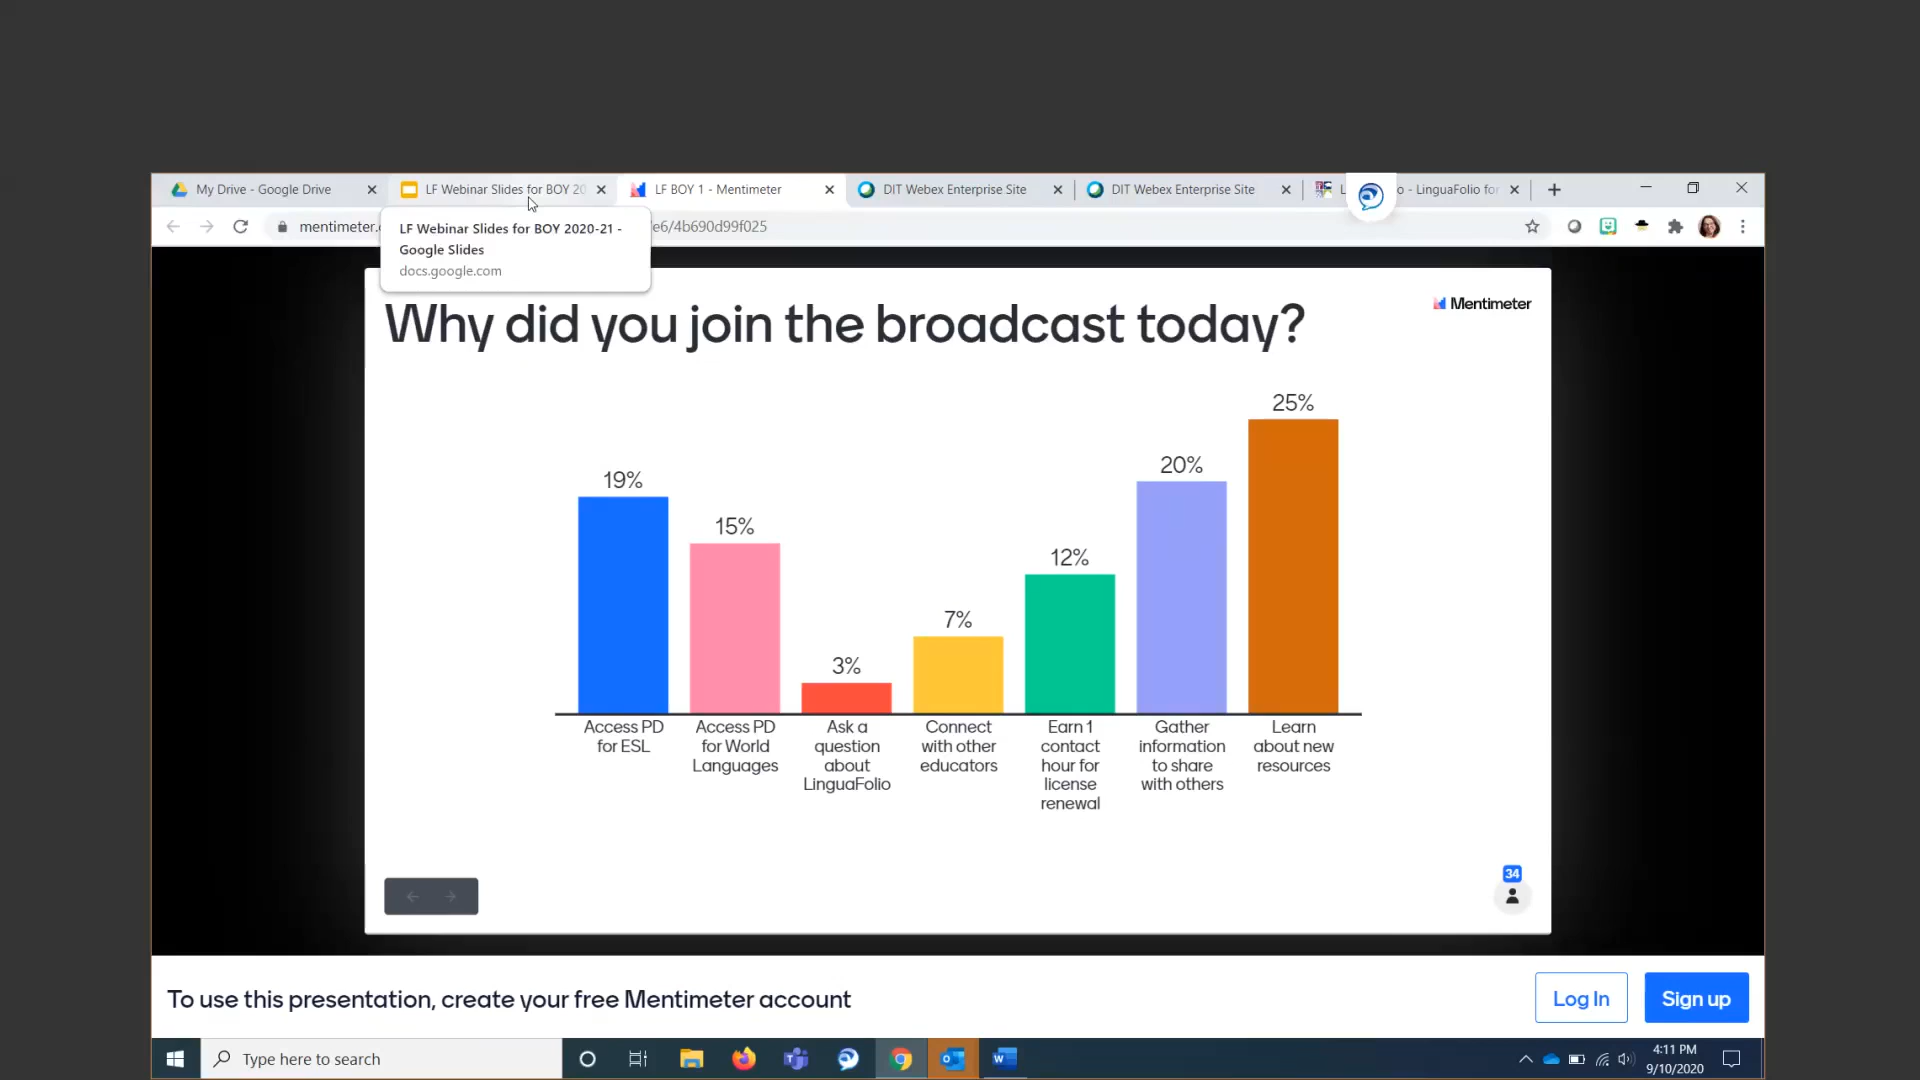 My Drive - Google Drive
LF Webinar Slides for BOY 20
LF BOY 1 - Mentimeter
DIT Webex Enterprise Site
DIT Webex Enterprise Site
o - LinguaFolio for
mentimeter.
e6/4b690d99f025
LF Webinar Slides for BOY 2020-21 -
Google Slides
docs.google.com
Why did you join the broadcast today?
Mentimeter
25%
20%
19%
15%
12%
7%
3%
Access PD
for ESL
Access PD
for World
Languages
Ask a
question
about
LinguaFolio
Connect
with other
educators
Earn 1
contact
hour for
license
renewal
Gather
information
to share
with others
Learn
about new
resources
34
To use this presentation, create your free Mentimeter account
Log In
Sign up
Type here to search
4:11 PM
9/10/2020